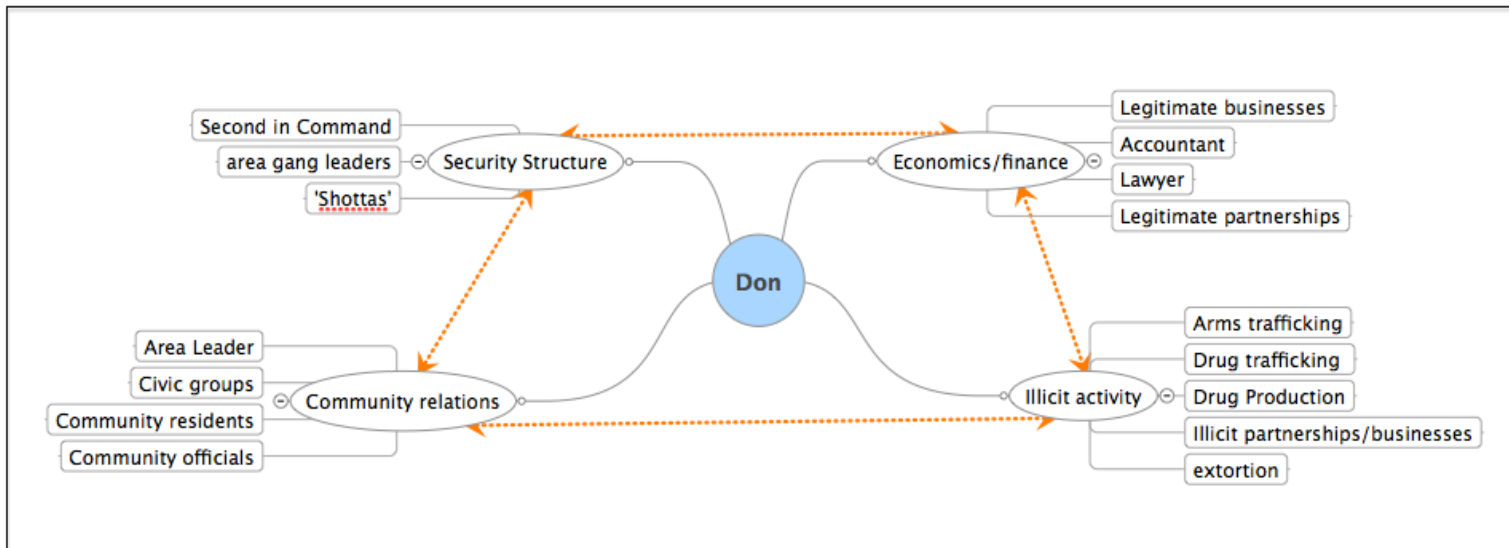 Second in Command
area gang leaders
'Shottas'
Security Structure
Economics/finance
Legitimate businesses
Accountant
Lawyer
Legitimate partnerships
Don
Area Leader
Civic groups
Community residents
Community officials
Community relations
Illicit activity
Arms trafficking
Drug trafficking
Drug Production
Illicit partnerships/businesses
extortion